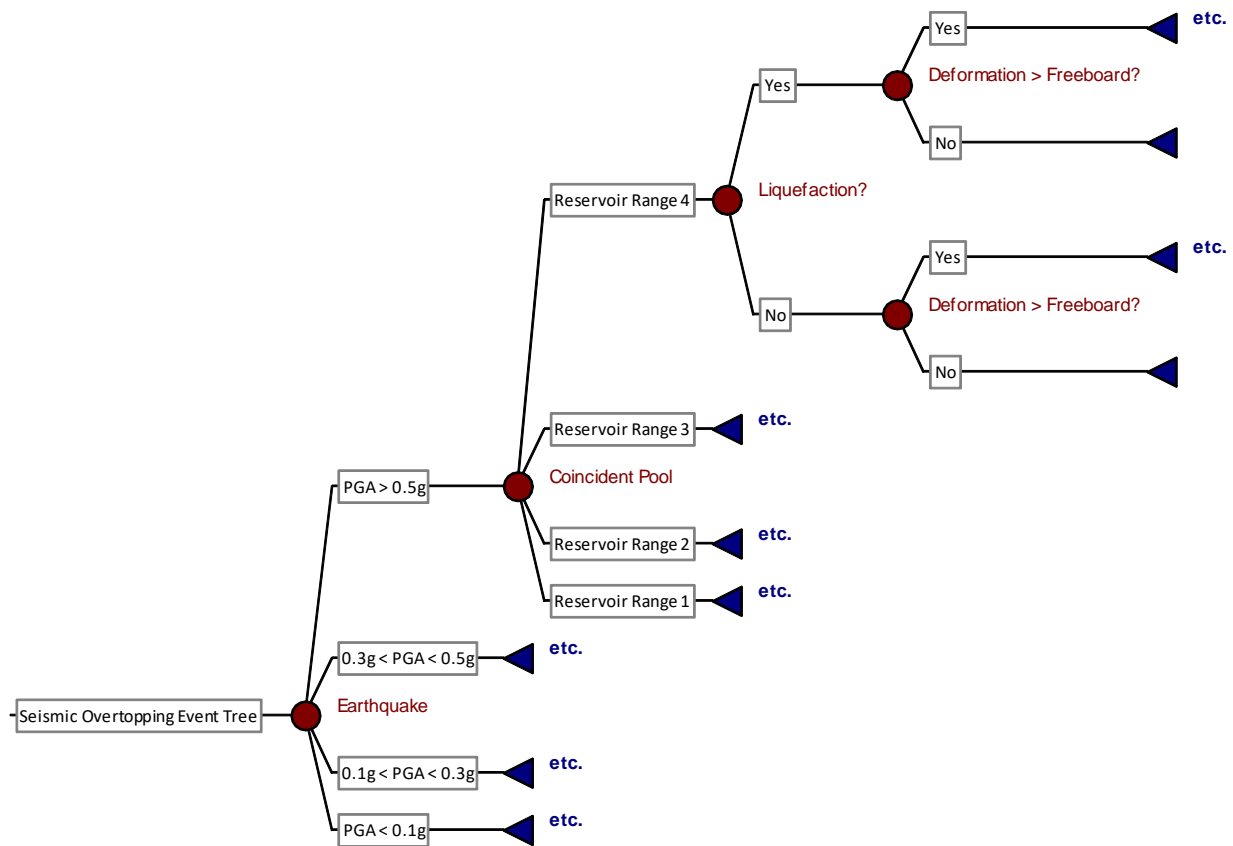 etc.
Yes
Deformation > Freeboard?
Yes
No
Reservoir Range 4
Liquefaction?
etc.
Yes
Deformation > Freeboard?
No
No
etc.
Reservoir Range 3
Coincident Pool
PGA > 0.5g
etc.
Reservoir Range 2
etc.
Reservoir Range 1
etc.
0.3g < PGA < 0.5g
Earthquake
Seismic Overtopping Event Tree
etc.
0.1g < PGA < 0.3g
etc.
PGA < 0.1g